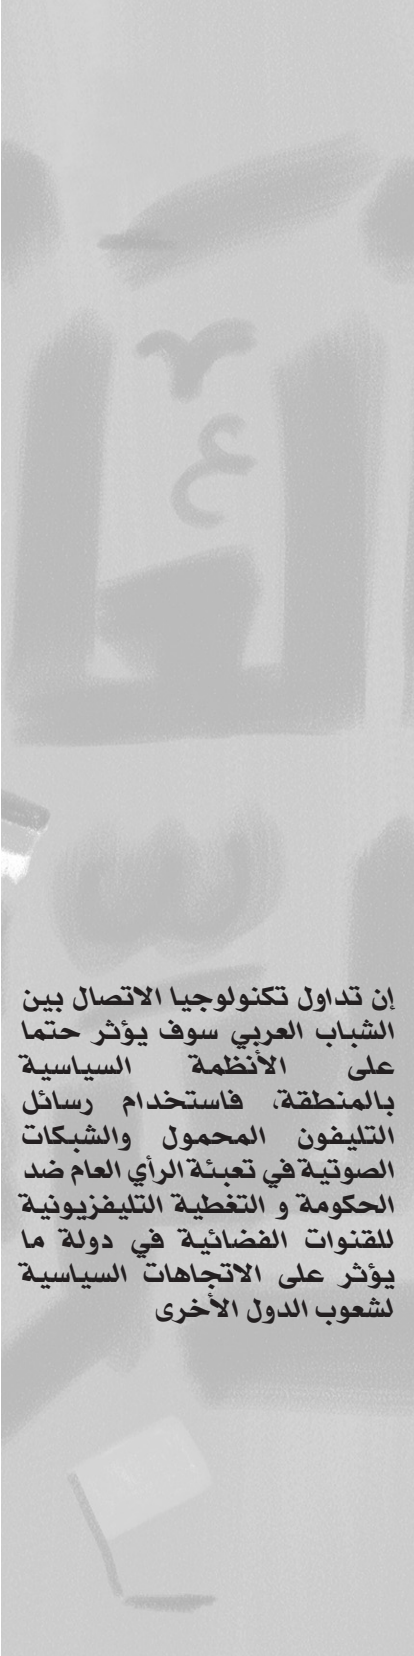 إن تداول تكنولوجيا الاتصال بين
الشباب العربي سوف يؤثر حتما
على الأنظمة السياسية
بالمنطقة، فاستخدام رسائل
التليفون المحمول والشبكات
الصوتية في تعبئة الرأي العام ضد
الحكومة و التغطية التليفزيونية
للقنوات الفضائية في دولة ما
يؤثر على الاتجاهات السياسية
لشعوب الدول الأخرى